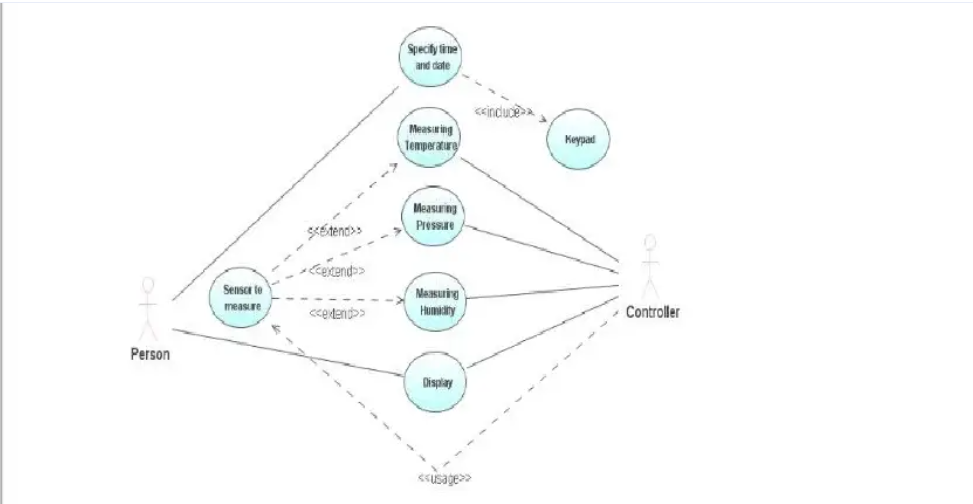 Specify time
and date
<<include>>
Keypad
Measuring
Temperature
Measuring
Pressure
<<extend>>
<<extend>>
Sensor to
measure
Measuring
Humidity
<<extend>>
Controller
Person
Display
<<usage>>